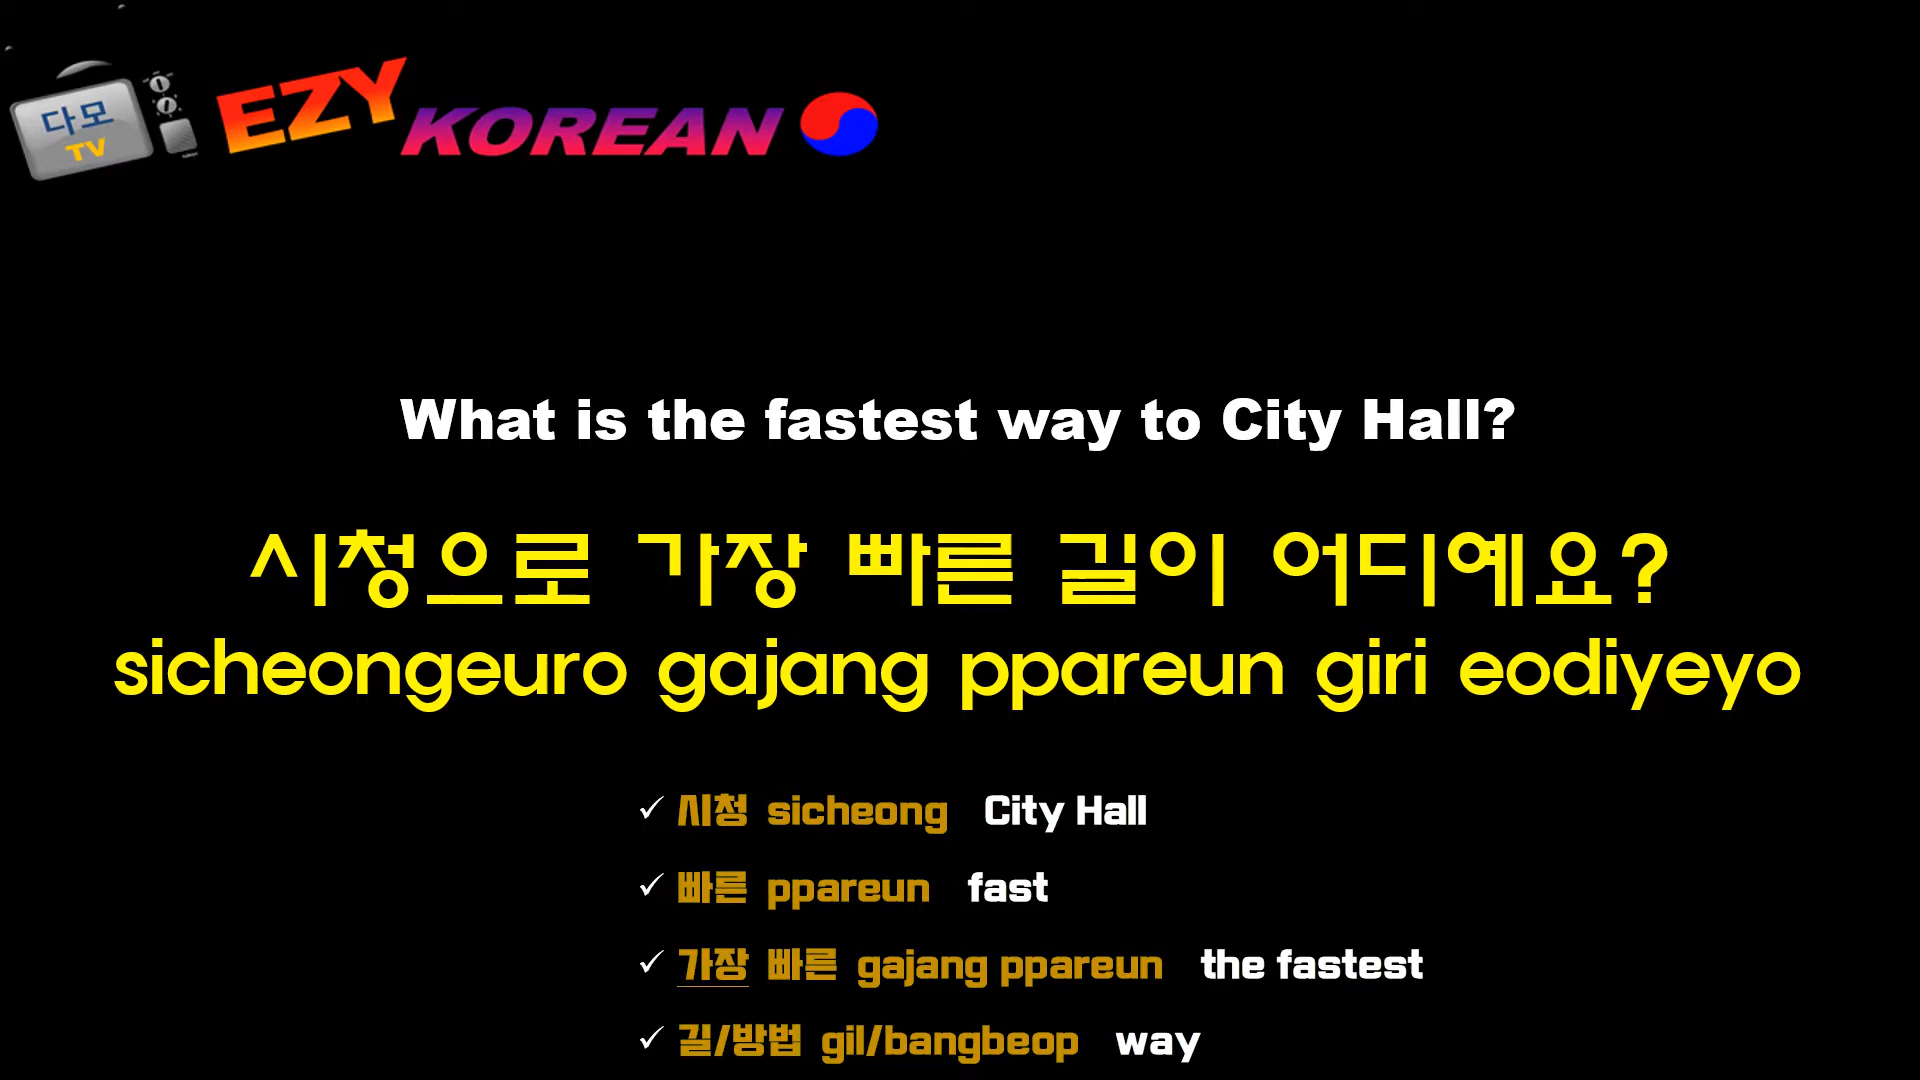 다모
TV
EZY KOREAN
What is the fastest way to City Hall?
시청으로 가장 빠른 길이 어디예요?
sicheongeuro gajang ppareun giri eodiyeyo
✓ 시청 sicheong City Hall
✓ 빠른 ppareun fast
✓ 가장 빠른 gajang ppareun the fastest
✓ 길/방법 gil/bangbeop way